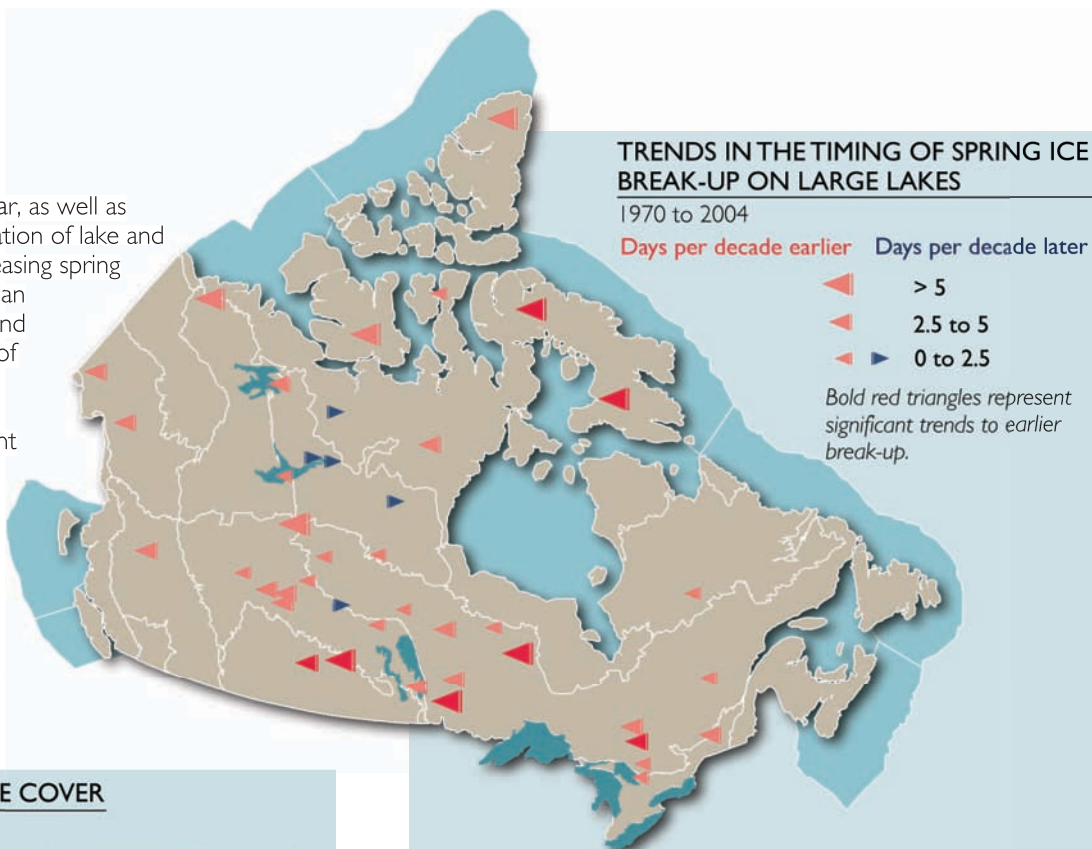 ar, as well as
ation of lake and
easing spring
an
nd
of
nt
TRENDS IN THE TIMING OF SPRING ICE
BREAK-UP ON LARGE LAKES
1970 to 2004
Days per decade earlier Days per decade later
> 5
2.5 to 5
0 to 2.5
Bold red triangles represent
significant trends to earlier
break-up.
E COVER